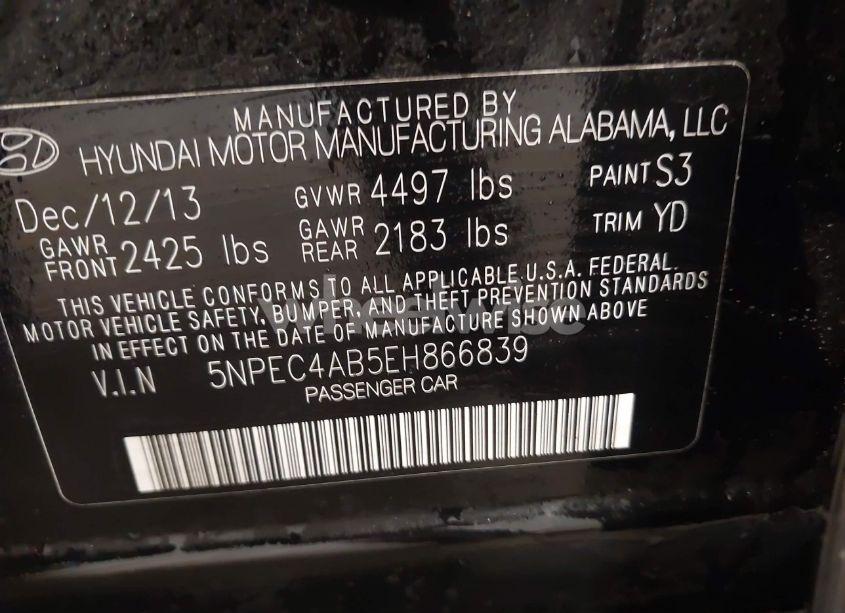 MANUFACTURED BY
HYUNDAI MOTOR MANUFACTURING ALABAMA, LLC
Dec/12/13 GVWR 4497 lbs PAINT S3
GAWR FRONT 2425 lbs GAWR REAR 2183 lbs TRIM YD
THIS VEHICLE CONFORMS TO ALL APPLICABLE U.S.A. FEDERAL
MOTOR VEHICLE SAFETY, BUMPER, AND THEFT PREVENTION STANDARDS
IN EFFECT ON THE DATE OF MANUFACTURE SHOWN ABOVE
V.I.N 5NPEC4AB5EH866839
PASSENGER CAR